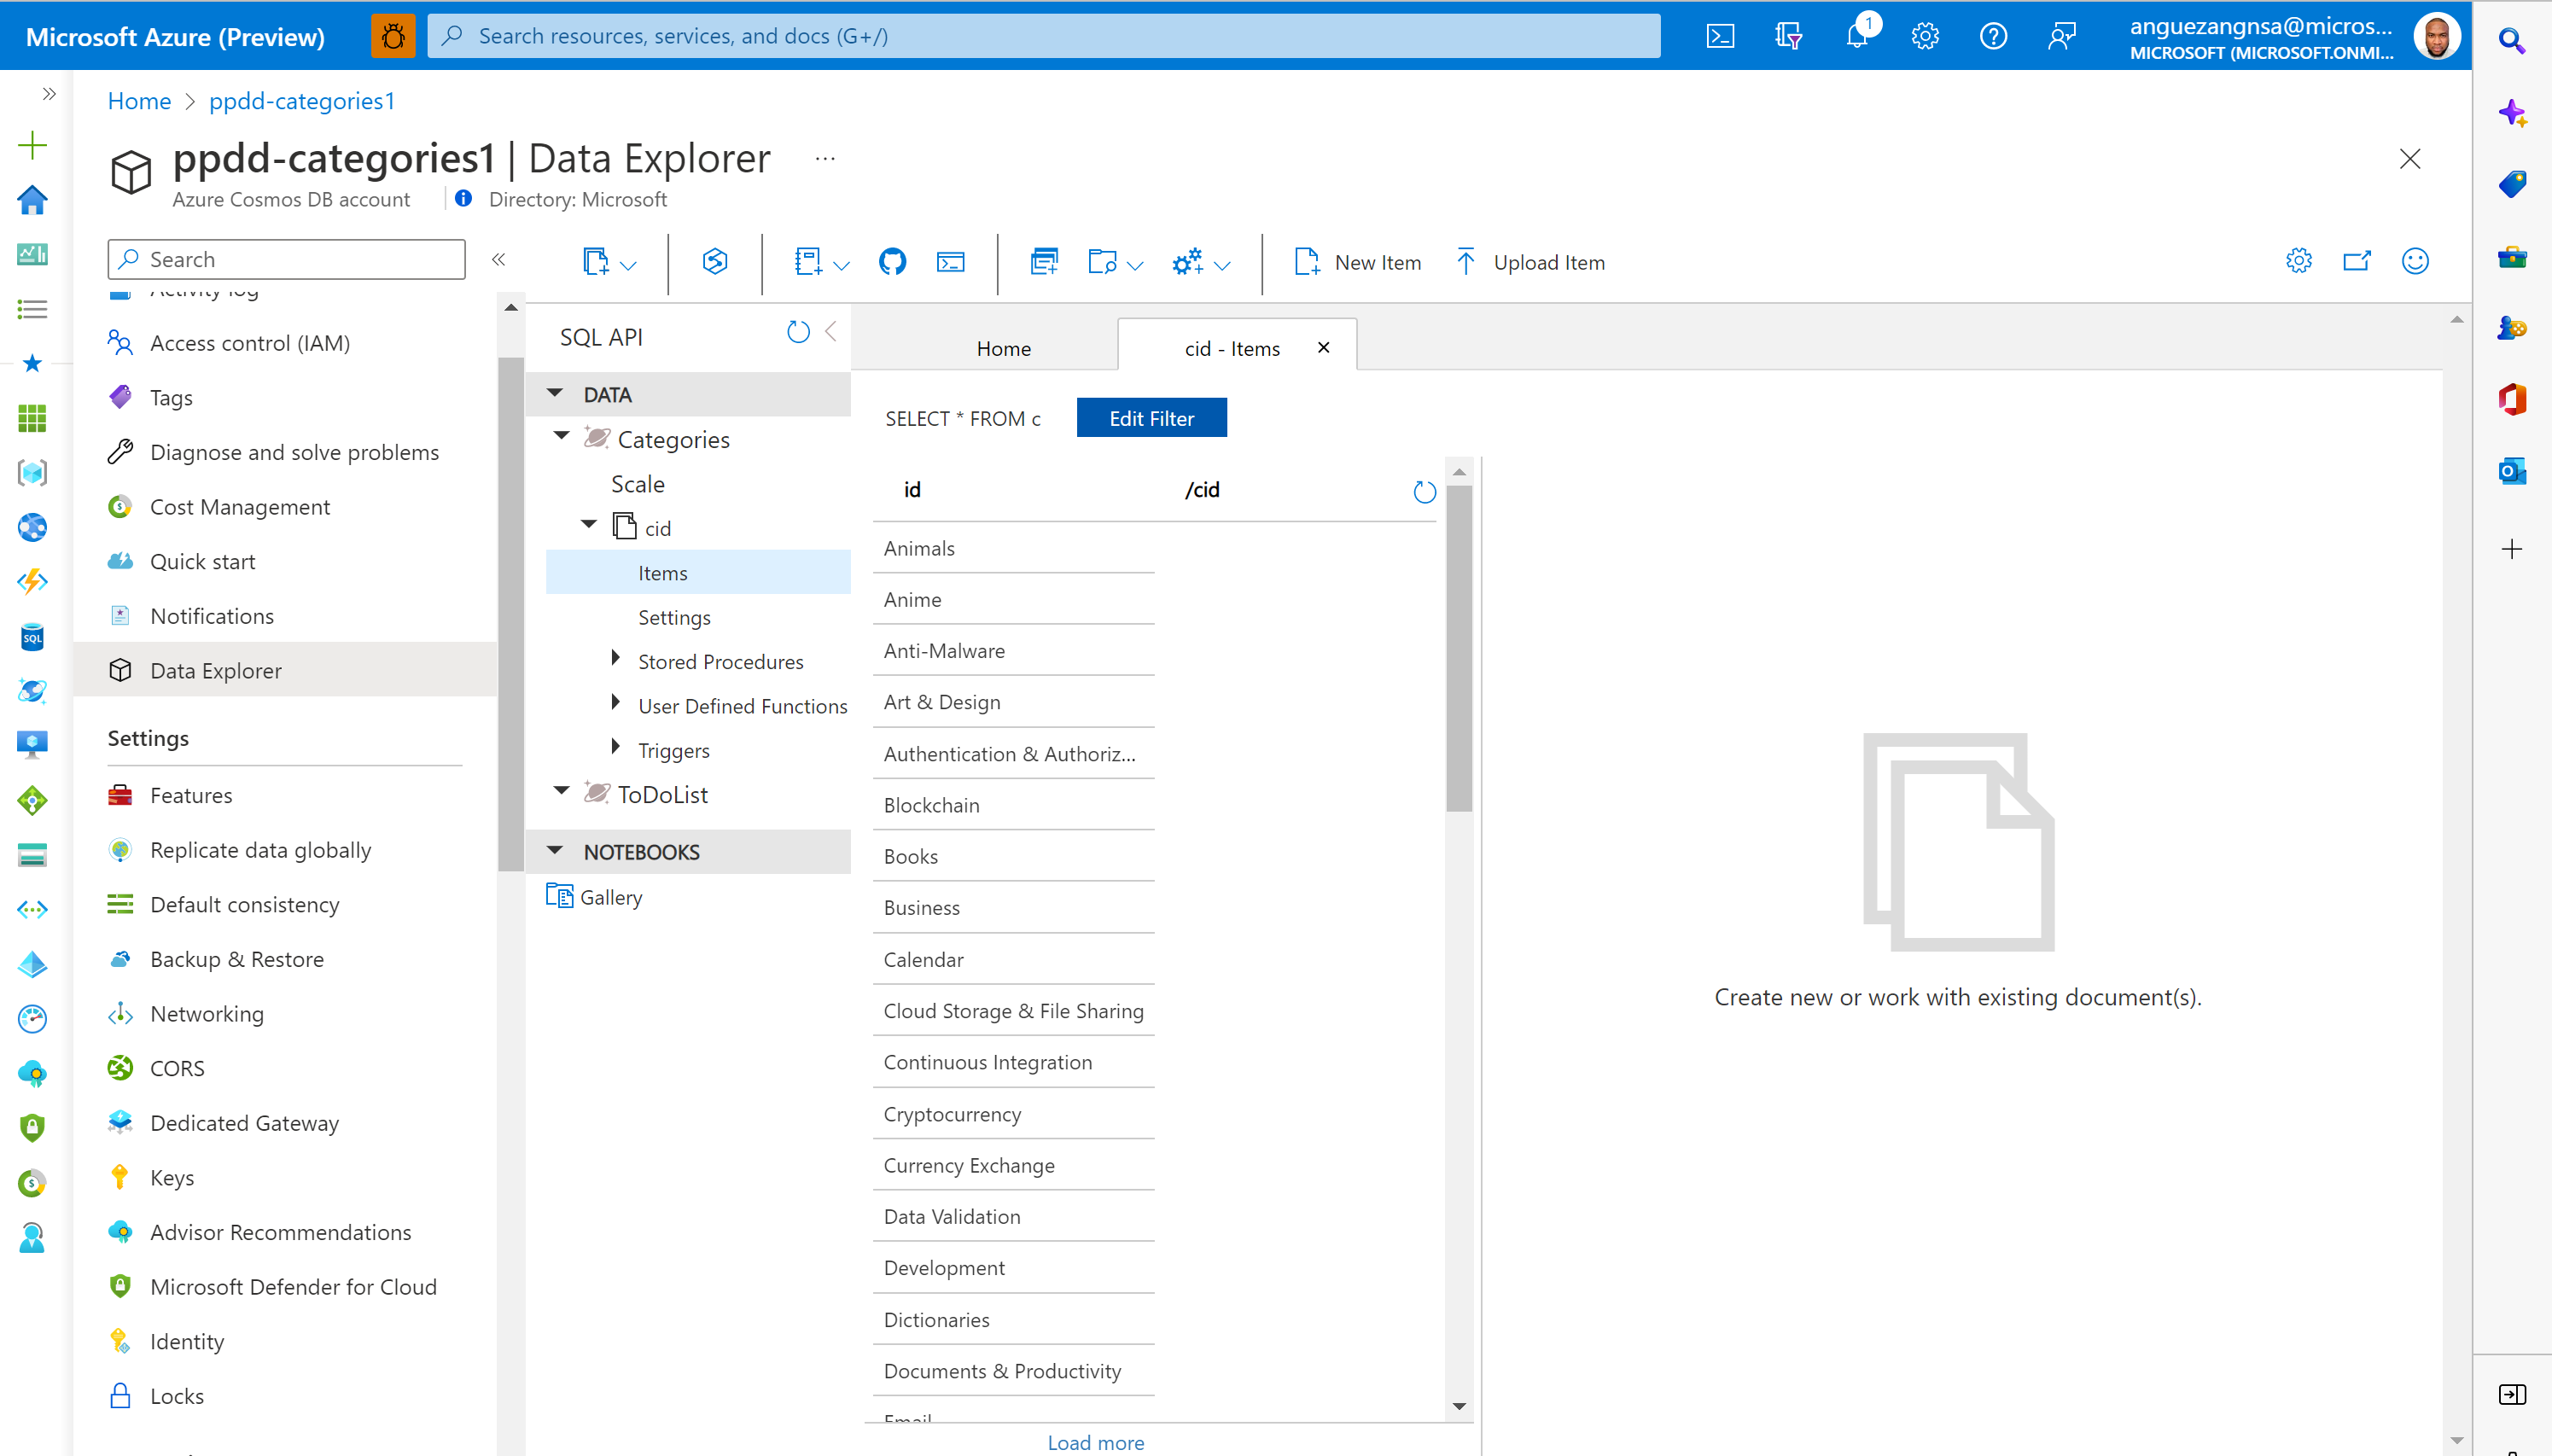 Microsoft Azure (Preview)
Search resources, services, and docs (G+/)
1
anguezangnsa@micros...
MICROSOFT (MICROSOFT.ONMI...
Home > ppdd-categories1
ppdd-categories1 | Data Explorer ...
Azure Cosmos DB account
Directory: Microsoft
Search
Activity log
Access control (IAM)
Tags
Diagnose and solve problems
Cost Management
Quick start
Notifications
Data Explorer
Settings
Features
Replicate data globally
Default consistency
Backup & Restore
Networking
CORS
Dedicated Gateway
Keys
Advisor Recommendations
Microsoft Defender for Cloud
Identity
Locks
New Item
Upload Item
SQL API
DATA
Categories
Scale
cid
Items
Settings
Stored Procedures
User Defined Functions
Triggers
ToDoList
NOTEBOOKS
Gallery
Home
cid - Items
SELECT * FROM c
Edit Filter
id
/cid
Animals
Anime
Anti-Malware
Art & Design
Authentication & Authoriz...
Blockchain
Books
Business
Calendar
Cloud Storage & File Sharing
Continuous Integration
Cryptocurrency
Currency Exchange
Data Validation
Development
Dictionaries
Documents & Productivity
Email
Load more
Create new or work with existing document(s).